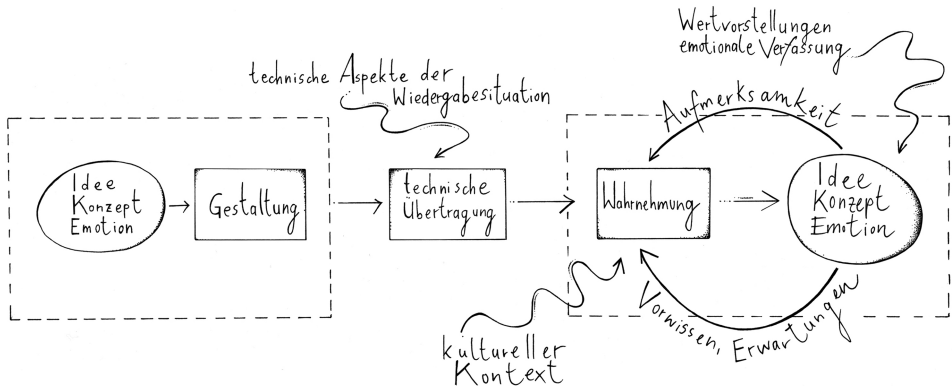 Wertvorstellungen
emotionale Verfassung
technische Aspekte der
Wiedergabesituation
Aufmerksamkeit
Idee
Konzept
Emotion
Gestaltung
technische
Übertragung
Wahrnehmung
Idee
Konzept
Emotion
Vorwissen, Erwartungen
kultureller
Kontext